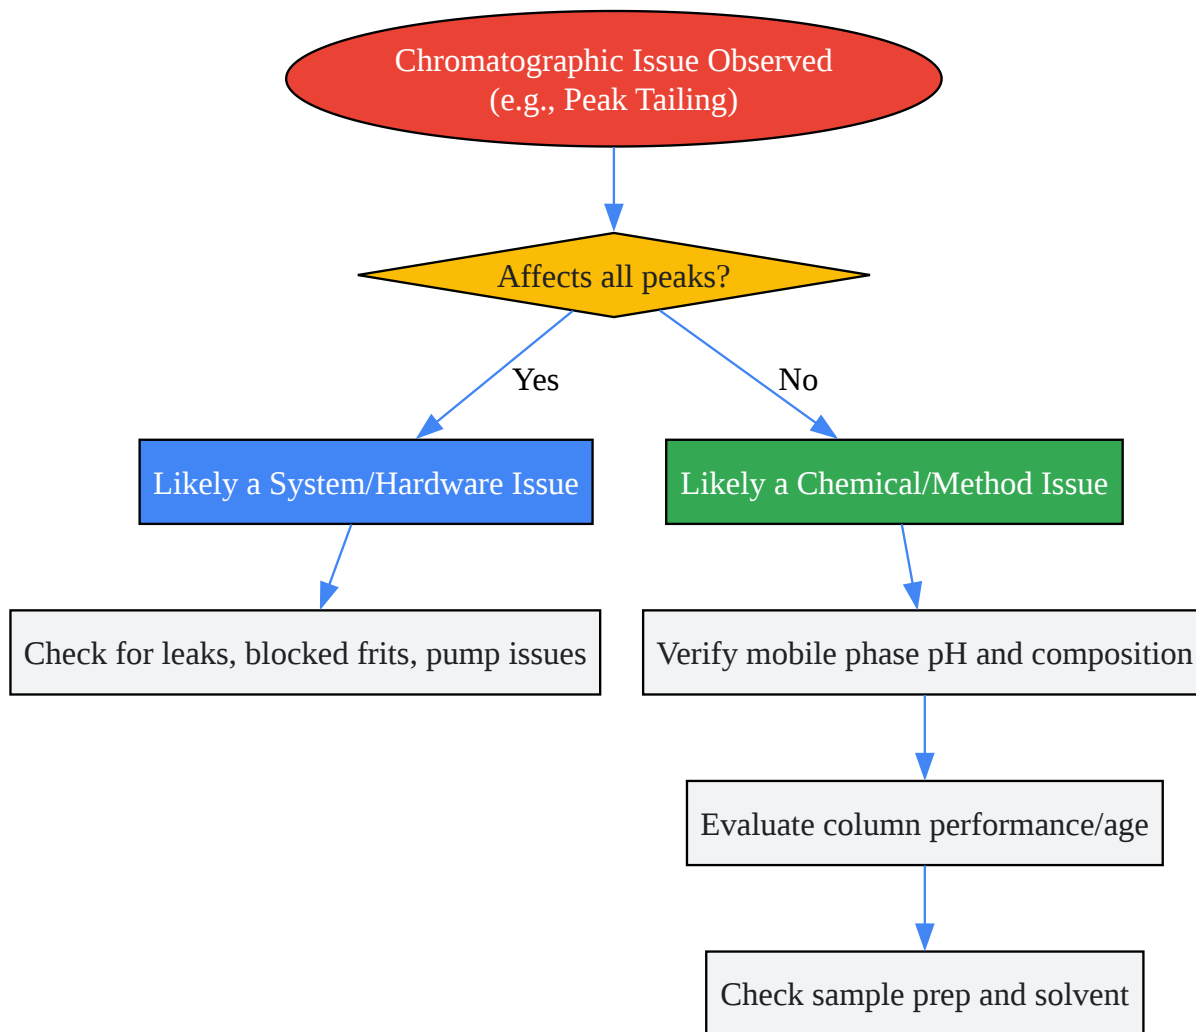 Chromatographic Issue Observed
(e.g., Peak Tailing)
Affects all peaks?
Yes
No
Likely a System/Hardware Issue
Likely a Chemical/Method Issue
Check for leaks, blocked frits, pump issues
Verify mobile phase pH and composition
Evaluate column performance/age
Check sample prep and solvent